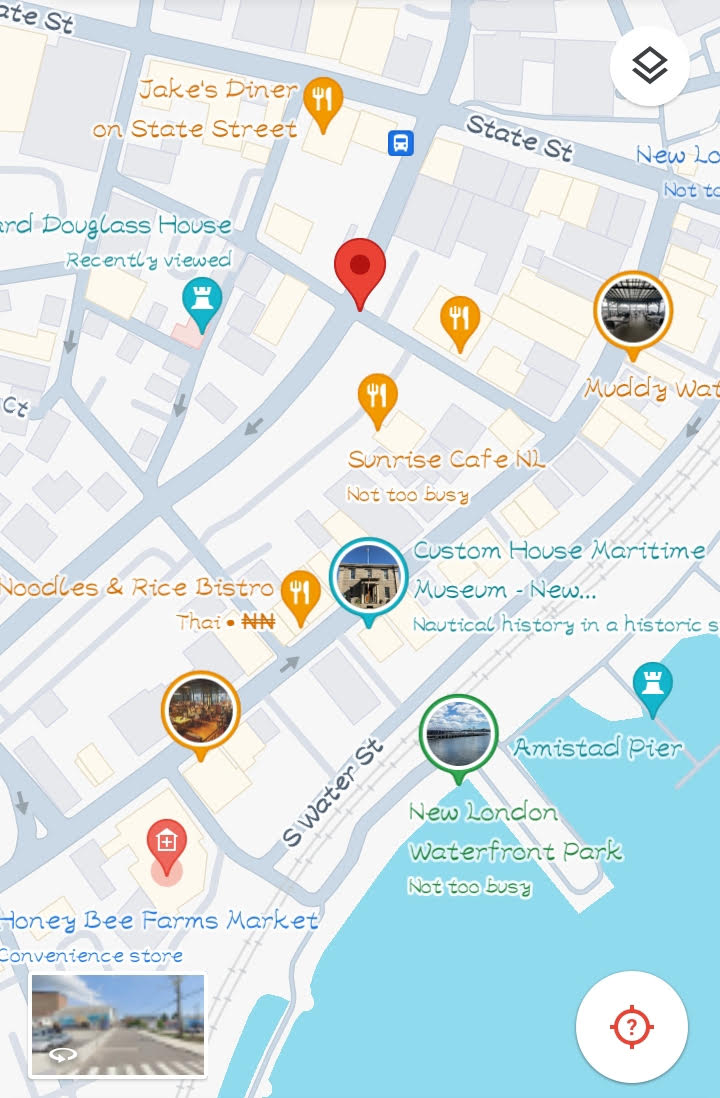 ate St
Jake's Diner
on State Street
State St
New Lo
Not to
ard Douglass House
Recently viewed
Muddy Wat
Ct
Sunrise Cafe NL
Not too busy
Custom House Maritime
Museum - New...
Nautical history in a historic s
Noodles & Rice Bistro
Thai • ₦₦
Amistad Pier
S Water St
New London
Waterfront Park
Not too busy
Honey Bee Farms Market
Convenience store
?